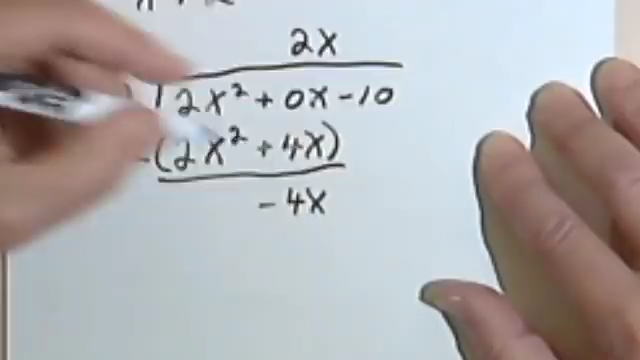 2x
2x² + 0x - 10
-(2x² + 4x)
- 4x